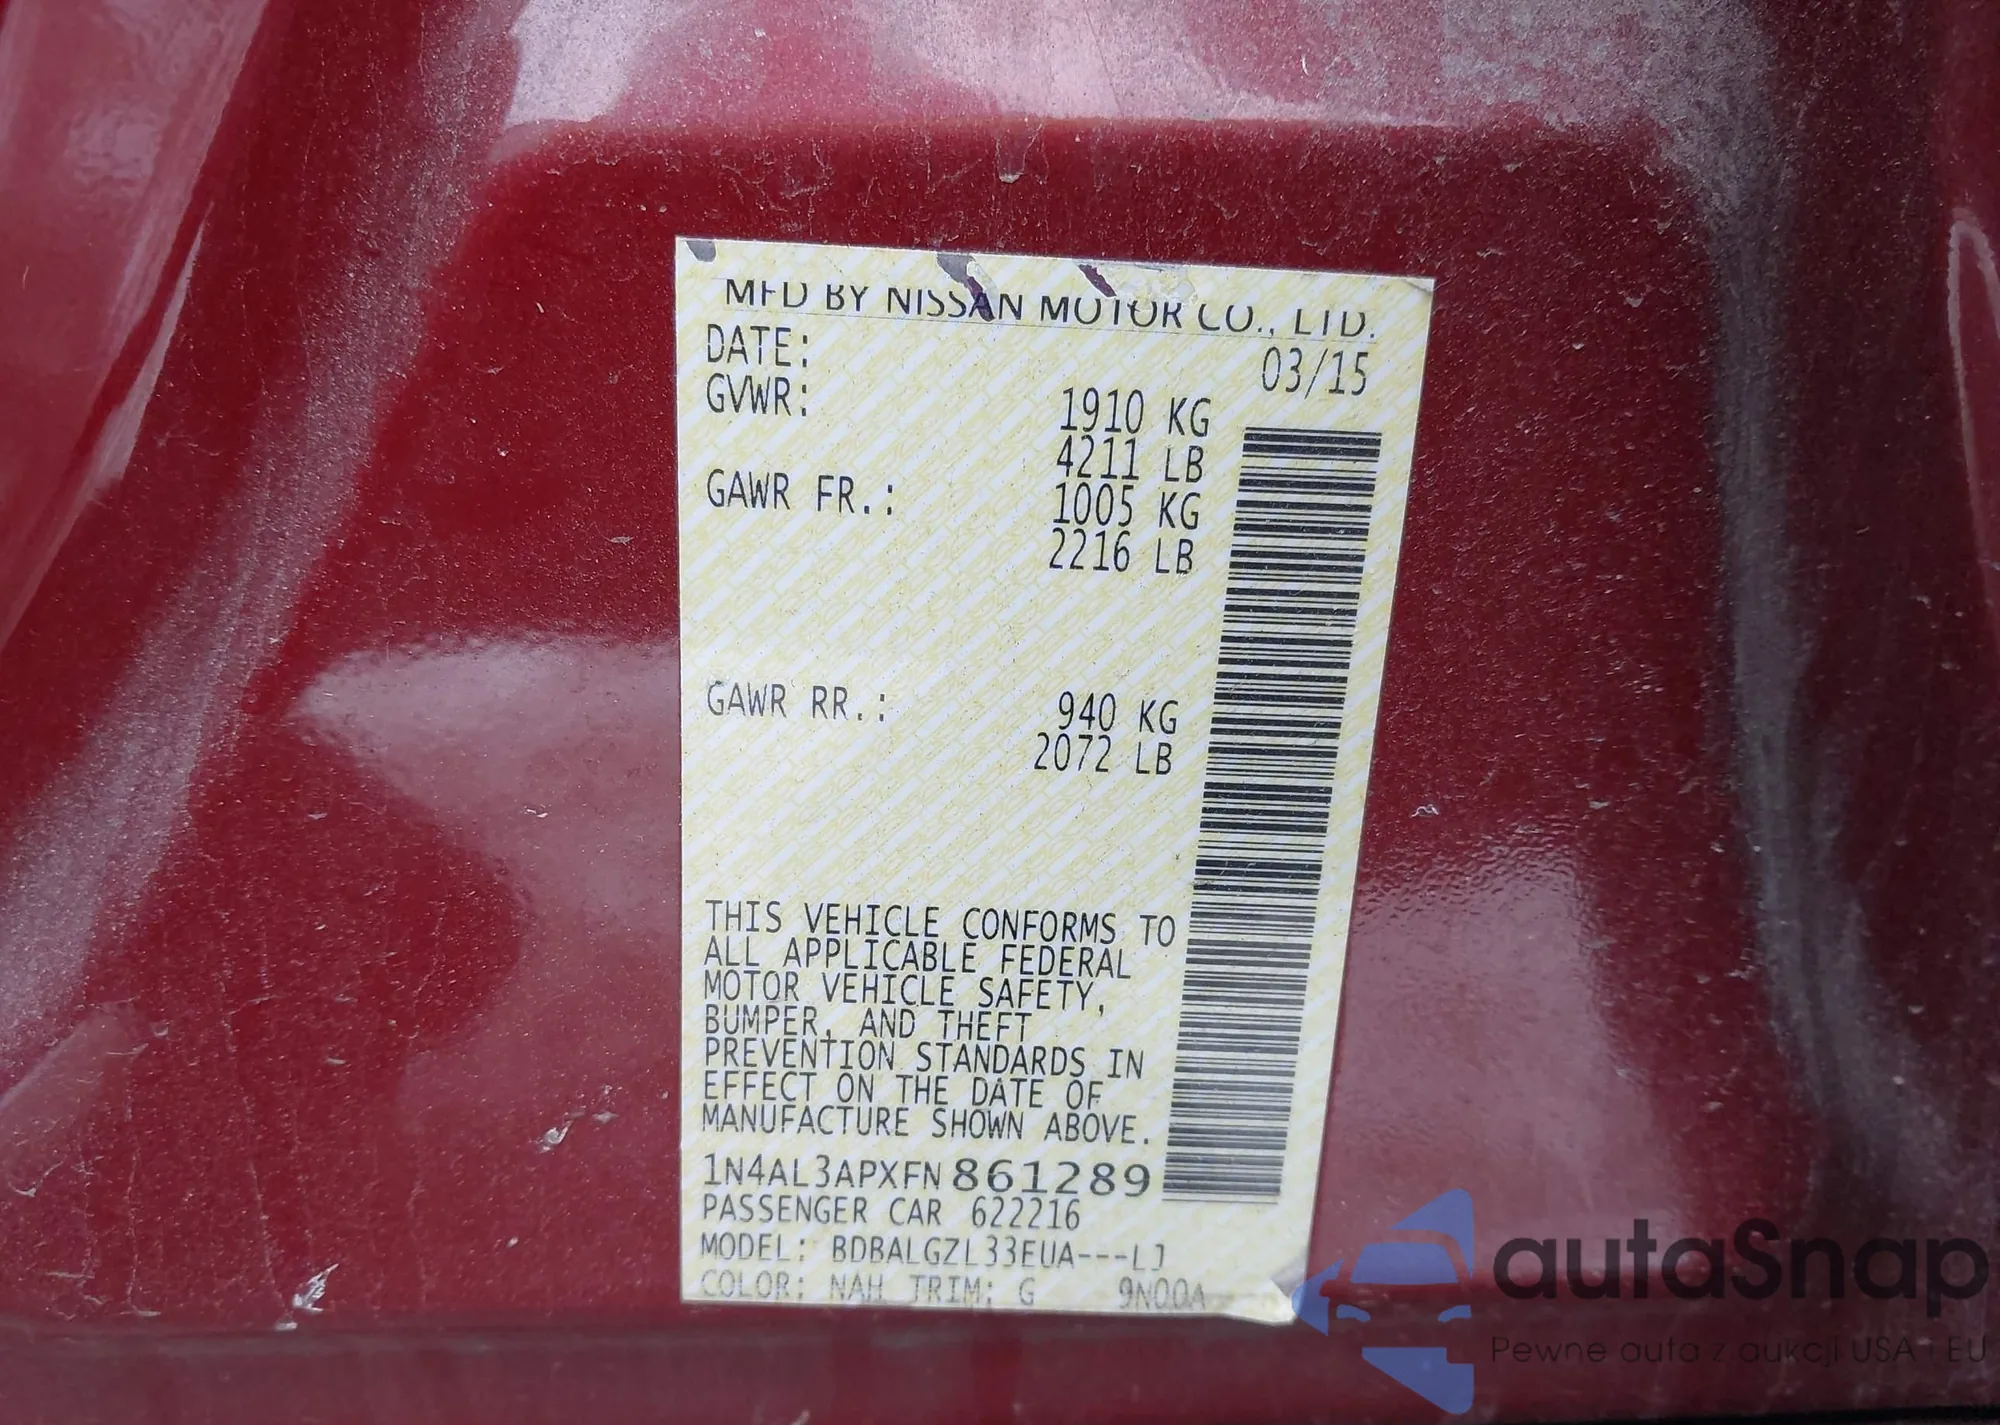 MFD BY NISSAN MOTOR CO., LTD.
DATE: 03/15
GVWR: 1910 KG
4211 LB
GAWR FR.: 1005 KG
2216 LB
GAWR RR.: 940 KG
2072 LB
THIS VEHICLE CONFORMS TO
ALL APPLICABLE FEDERAL
MOTOR VEHICLE SAFETY,
BUMPER, AND THEFT
PREVENTION STANDARDS IN
EFFECT ON THE DATE OF
MANUFACTURE SHOWN ABOVE.
1N4AL3APXFN861289
PASSENGER CAR 622216
MODEL: BDBALGZL33EUA---LJ
COLOR: NAH TRIM: G 9N00A
autaSnap
Pewne auta z aukcji USA i EU